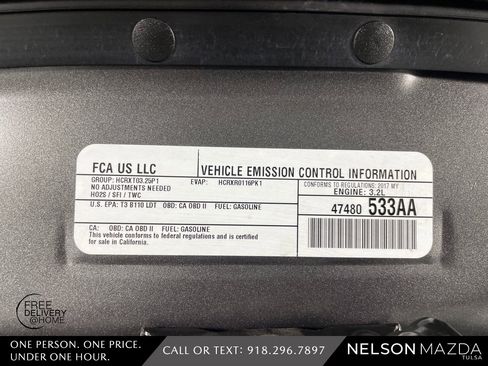 FCA US LLC
VEHICLE EMISSION CONTROL INFORMATION
GROUP: HCRXT03.25P1 EVAP: HCRXR0116PK1
NO ADJUSTMENTS NEEDED
HO2S / SFI / TWC
CONFORMS TO REGULATIONS: 2017 MY
ENGINE: 3.2L
U.S. EPA: T3 B110 LDT OBD: CA OBD II FUEL: GASOLINE
47480 533AA
CA: OBD: CA OBD II FUEL: GASOLINE
This vehicle conforms to federal regulations and is certified
for sale in California.
FREE
DELIVERY
@HOME
ONE PERSON. ONE PRICE.
UNDER ONE HOUR.
CALL OR TEXT: 918.296.7897
NELSON MAZDA
TULSA